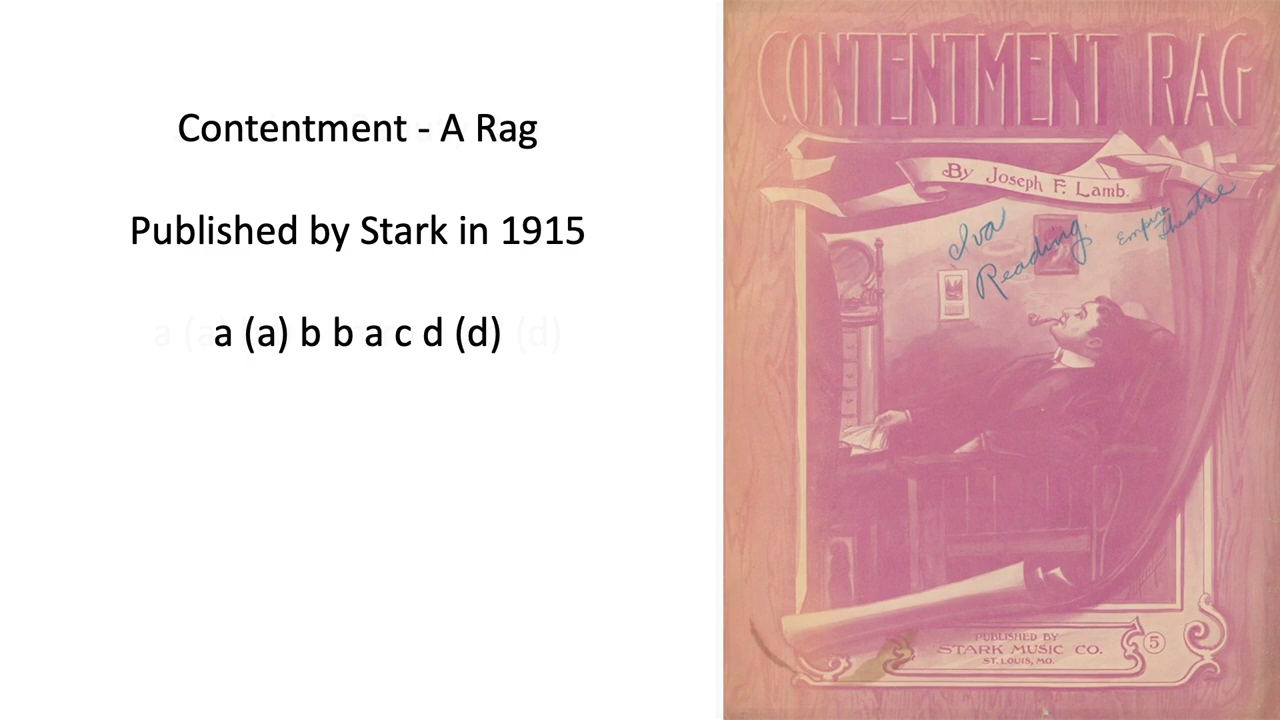 Contentment - A Rag
Published by Stark in 1915
a (a) b b a c d (d)
CONTENTMENT RAG
By Joseph F. Lamb.
Iva
Reading
Empire
Theatre
PUBLISHED BY
STARK MUSIC CO.
ST. LOUIS, MO.
5